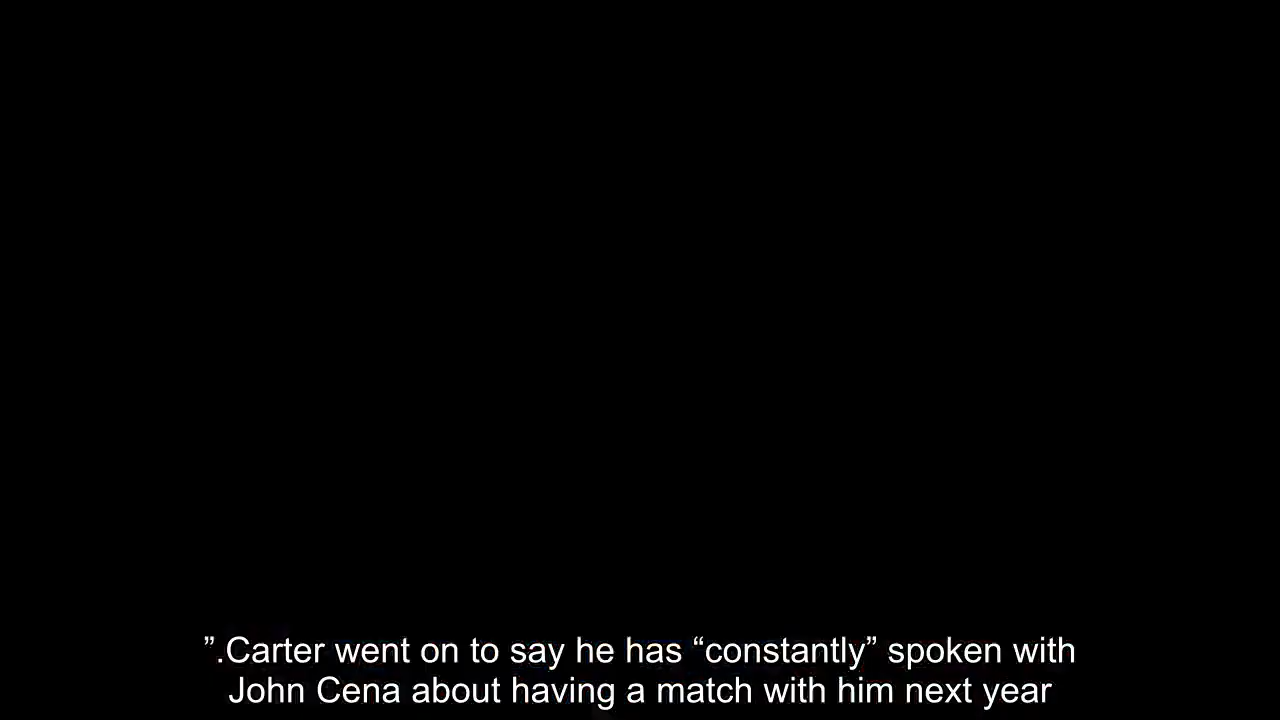 ”.Carter went on to say he has “constantly” spoken with
John Cena about having a match with him next year